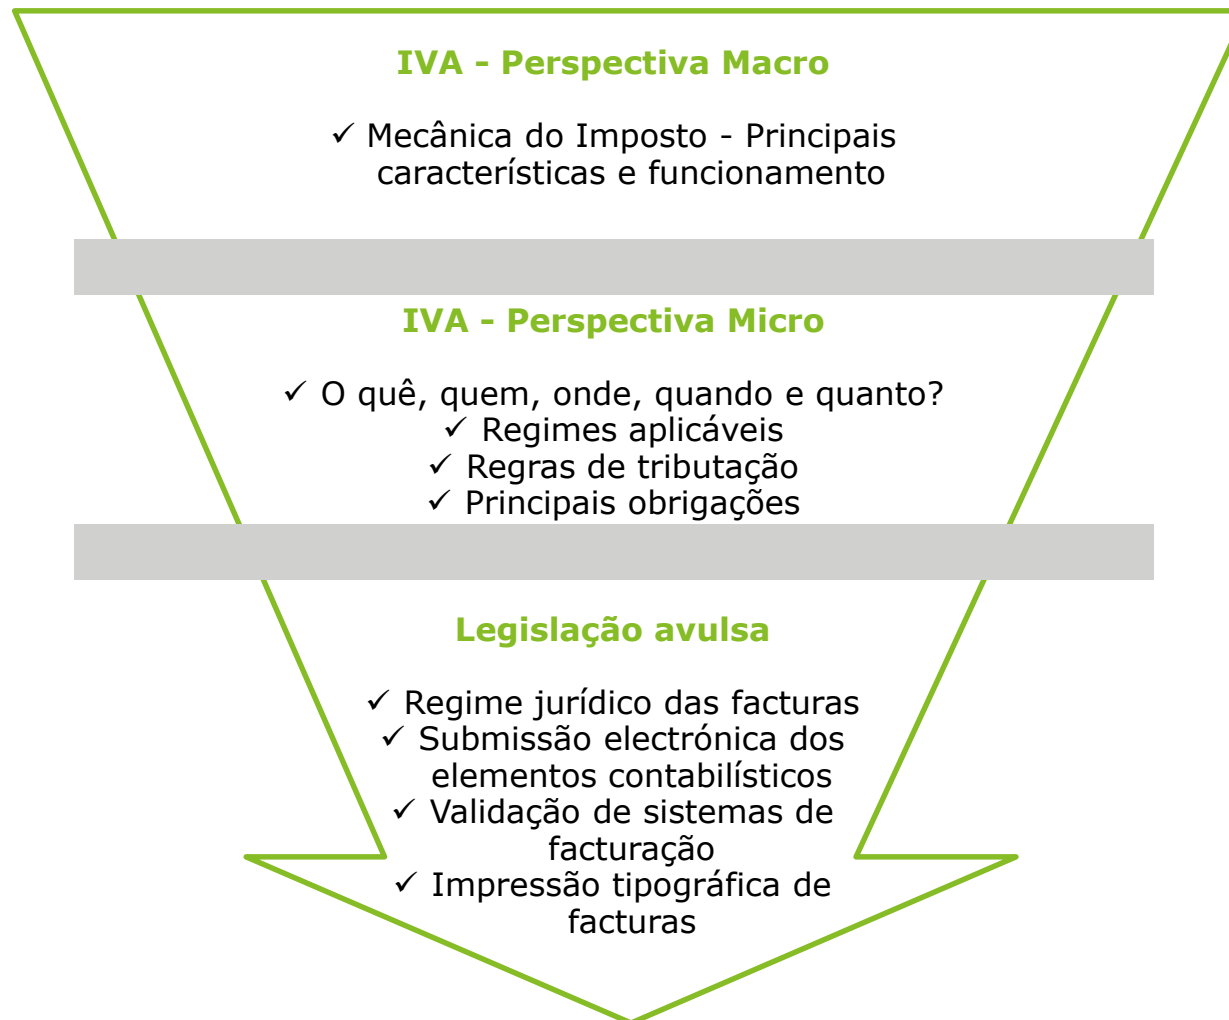 IVA - Perspectiva Macro
✓ Mecânica do Imposto - Principais
características e funcionamento
IVA - Perspectiva Micro
✓ O quê, quem, onde, quando e quanto?
✓ Regimes aplicáveis
✓ Regras de tributação
✓ Principais obrigações
Legislação avulsa
✓ Regime jurídico das facturas
✓ Submissão electrónica dos
elementos contabilísticos
✓ Validação de sistemas de
facturação
✓ Impressão tipográfica de
facturas